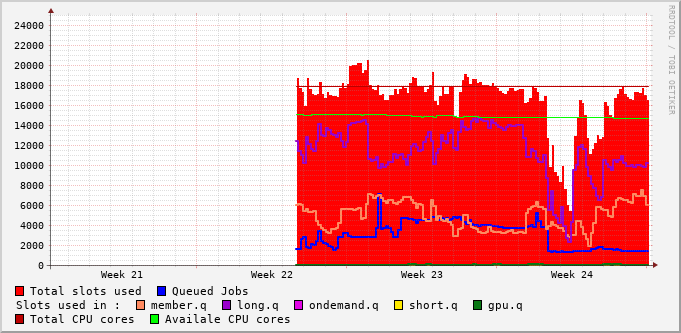 24000
22000
20000
18000
16000
14000
12000
10000
8000
6000
4000
2000
0
Week 21 Week 22 Week 23 Week 24
RRDTOOL / TOBI OETIKER
Total slots used Queued Jobs
Slots used in : member.q long.q ondemand.q short.q gpu.q
Total CPU cores Availale CPU cores